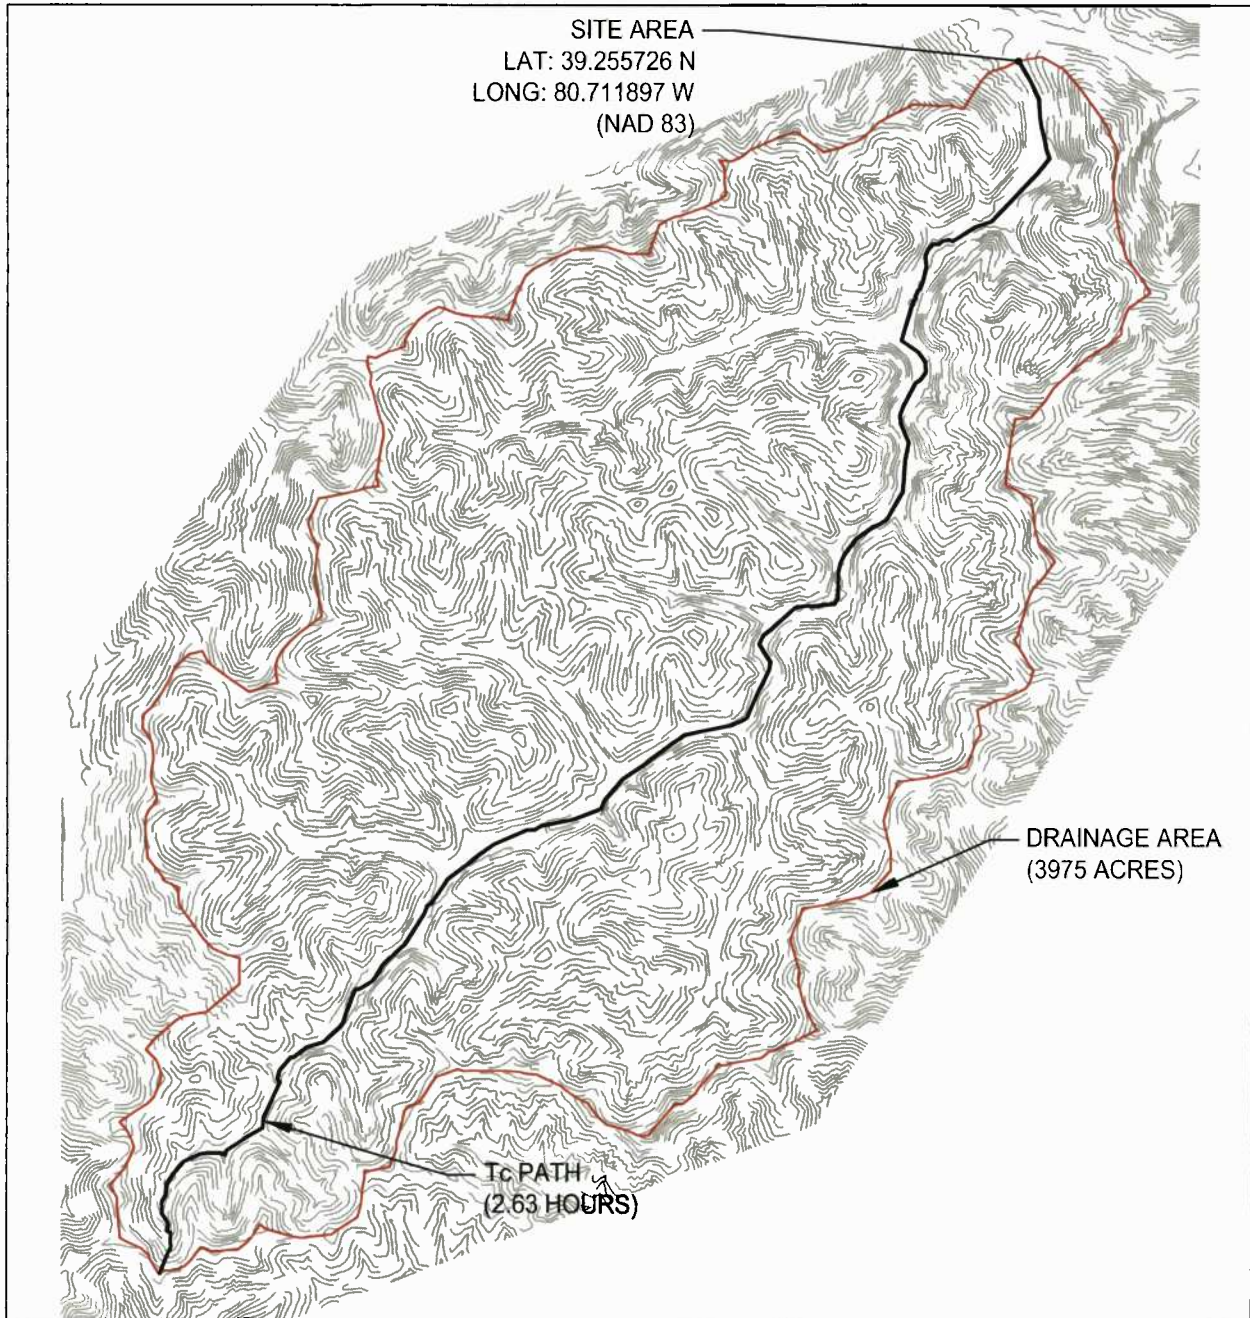 SITE AREA
LAT: 39.255726 N
LONG: 80.711897 W
(NAD 83)
DRAINAGE AREA
(3975 ACRES)
Tc PATH
(2.63 HOURS)